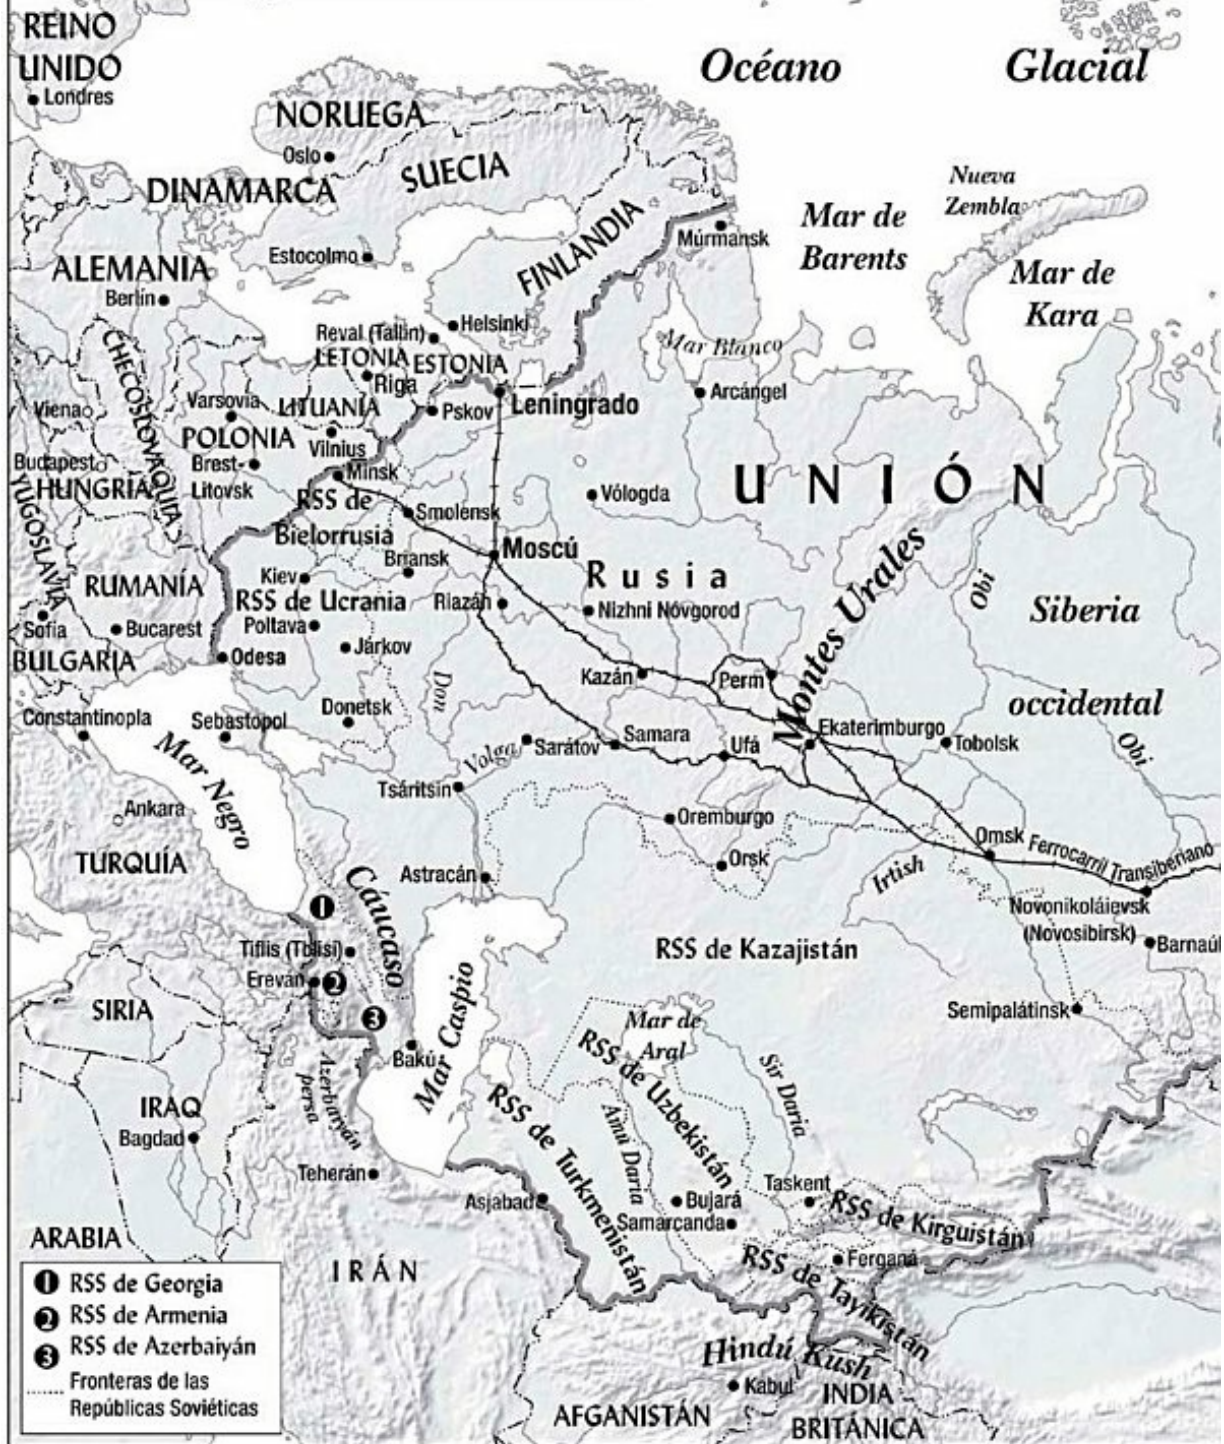 REINO
UNIDO
Londres
Océano
Glacial
NORUEGA
Oslo
SUECIA
DINAMARCA
Nueva
Zembla
Mar de
Barents
Múrmansk
FINLANDIA
Estocolmo
ALEMANIA
Berlín
Mar de
Kara
Helsinki
Reval (Tallin)
LETONIA
ESTONIA
Mar Blanco
CHECOSLOVAQUIA
Riga
Arcángel
Varsovia
LITUANIA
Pskov
Leningrado
Viena
POLONIA
Vilnius
Budapest
Brest-
Litovsk
Minsk
HUNGRÍA
YUGOSLAVIA
RSS de
Bielorrusia
Smolensk
Vólogda
UNIÓN
Moscú
Briansk
Rusia
RUMANÍA
Kiev
RSS de Ucrania
Riazán
Nizhni Nóvgorod
Montes Urales
Obi
Siberia
occidental
Sofía
Bucarest
Poltava
Járkov
BULGARIA
Odesa
Kazán
Perm
Don
Constantinopla
Sebastopol
Donetsk
Mar Negro
Volga
Sarátov
Samara
Ufá
Ekaterimburgo
Tobolsk
Obi
Tsáritsin
Ankara
Oremburgo
TURQUÍA
Orsk
Omsk
Ferrocarril Transiberiano
Irtish
Astracán
Cáucaso
1
Novonikoláievsk
(Novosibirsk)
Barnaúl
Tiflis (Tbilisi)
RSS de Kazajistán
Erevan
2
SIRIA
3
Mar Caspio
Semipalátinsk
Mar de
Aral
Bakú
RSS de Uzbekistán
Sir Daria
Azerbaiyán
persa
RSS de Turkmenistán
Amú Daria
IRAQ
Bagdad
Teherán
Asjabad
Bujará
Samarcanda
Taskent
RSS de Kirguistán
ARABIA
IRÁN
RSS de Tayikistán
Ferganá
Hindú Kush
Kabul
INDIA
BRITÁNICA
AFGANISTÁN
1 RSS de Georgia
2 RSS de Armenia
3 RSS de Azerbaiyán
Fronteras de las
Repúblicas Soviéticas